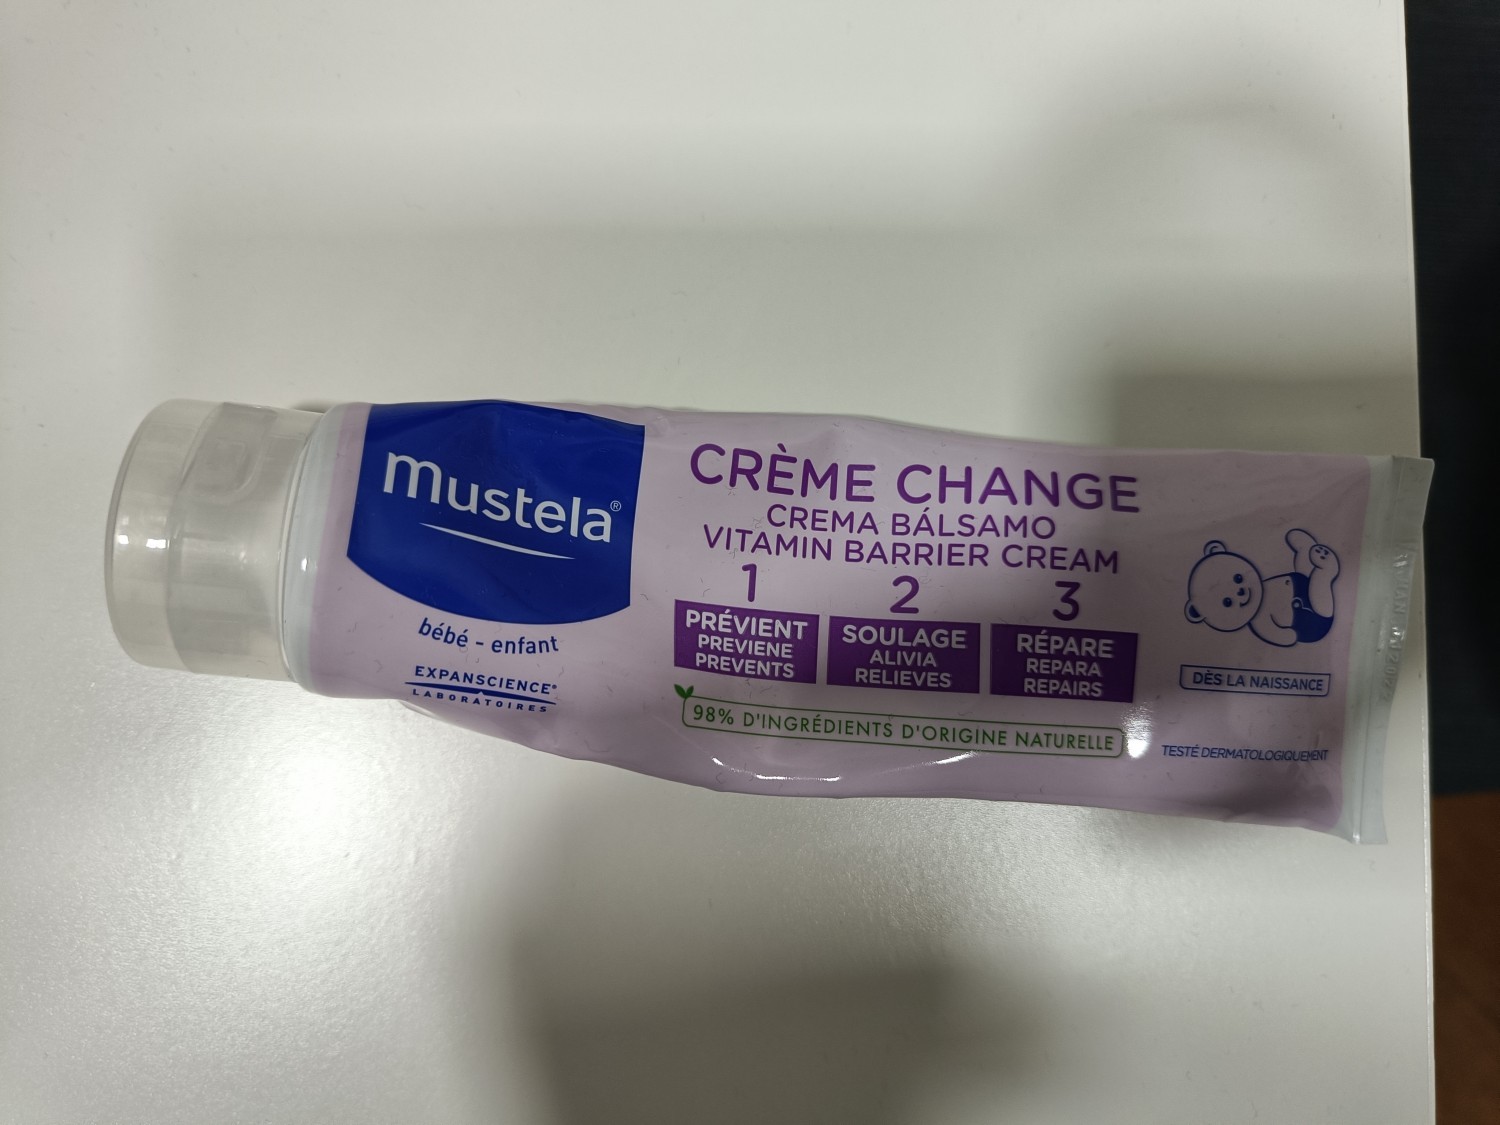 mustela®
bébé - enfant
EXPANSCIENCE®
LABORATOIRES
CRÈME CHANGE
CREMA BÁLSAMO
VITAMIN BARRIER CREAM
1
PRÉVIENT
PREVIENE
PREVENTS
2
SOULAGE
ALIVIA
RELIEVES
3
RÉPARE
REPARA
REPAIRS
98% D'INGRÉDIENTS D'ORIGINE NATURELLE
DÈS LA NAISSANCE
TESTÉ DERMATOLOGIQUEMENT